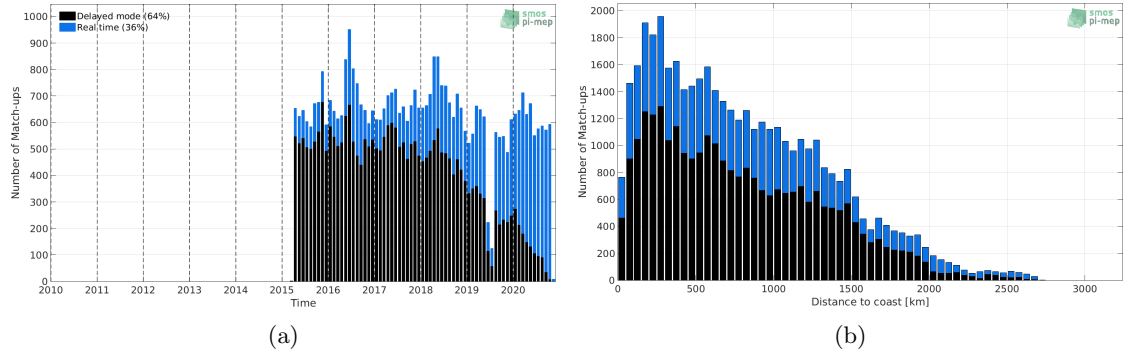 Delayed mode (64%)
Real time (36%)
smos
pi-mep
1000
900
800
700
600
500
400
300
200
100
0
Number of Match-ups
2010 2011 2012 2013 2014 2015 2016 2017 2018 2019 2020
Time
(a)
smos
pi-mep
2000
1800
1600
1400
1200
1000
800
600
400
200
0
Number of Match-ups
0 500 1000 1500 2000 2500 3000
Distance to coast [km]
(b)